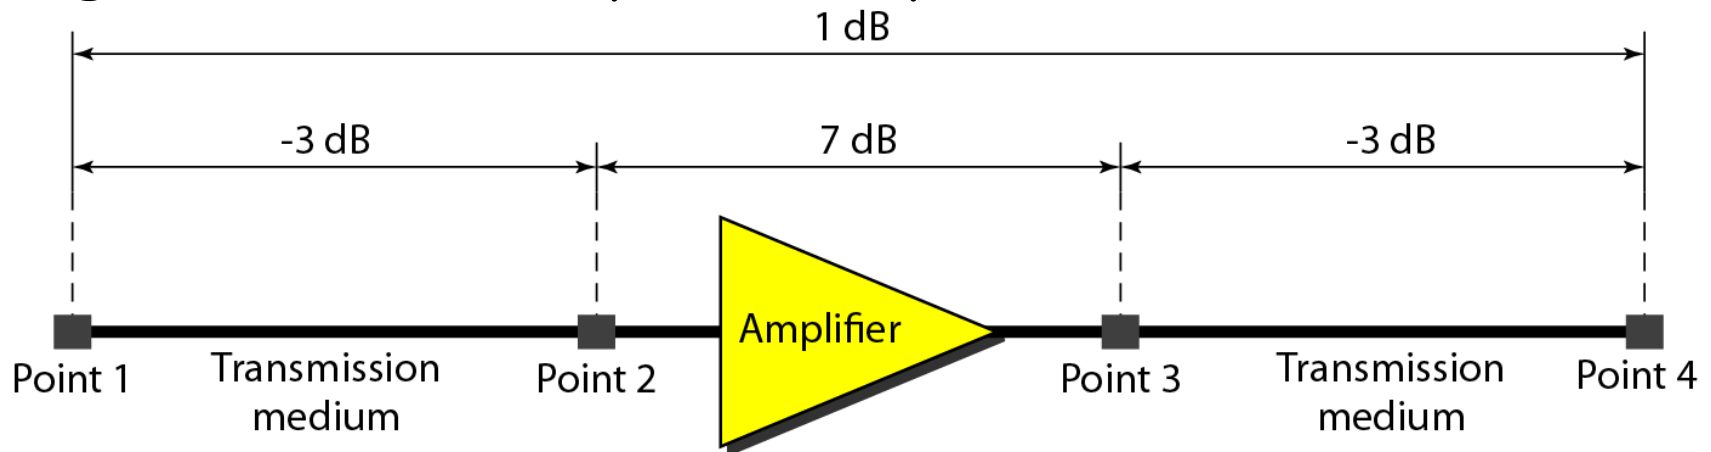 1 dB
-3 dB
7 dB
-3 dB
Amplifier
Point 1
Transmission
medium
Point 2
Point 3
Transmission
medium
Point 4